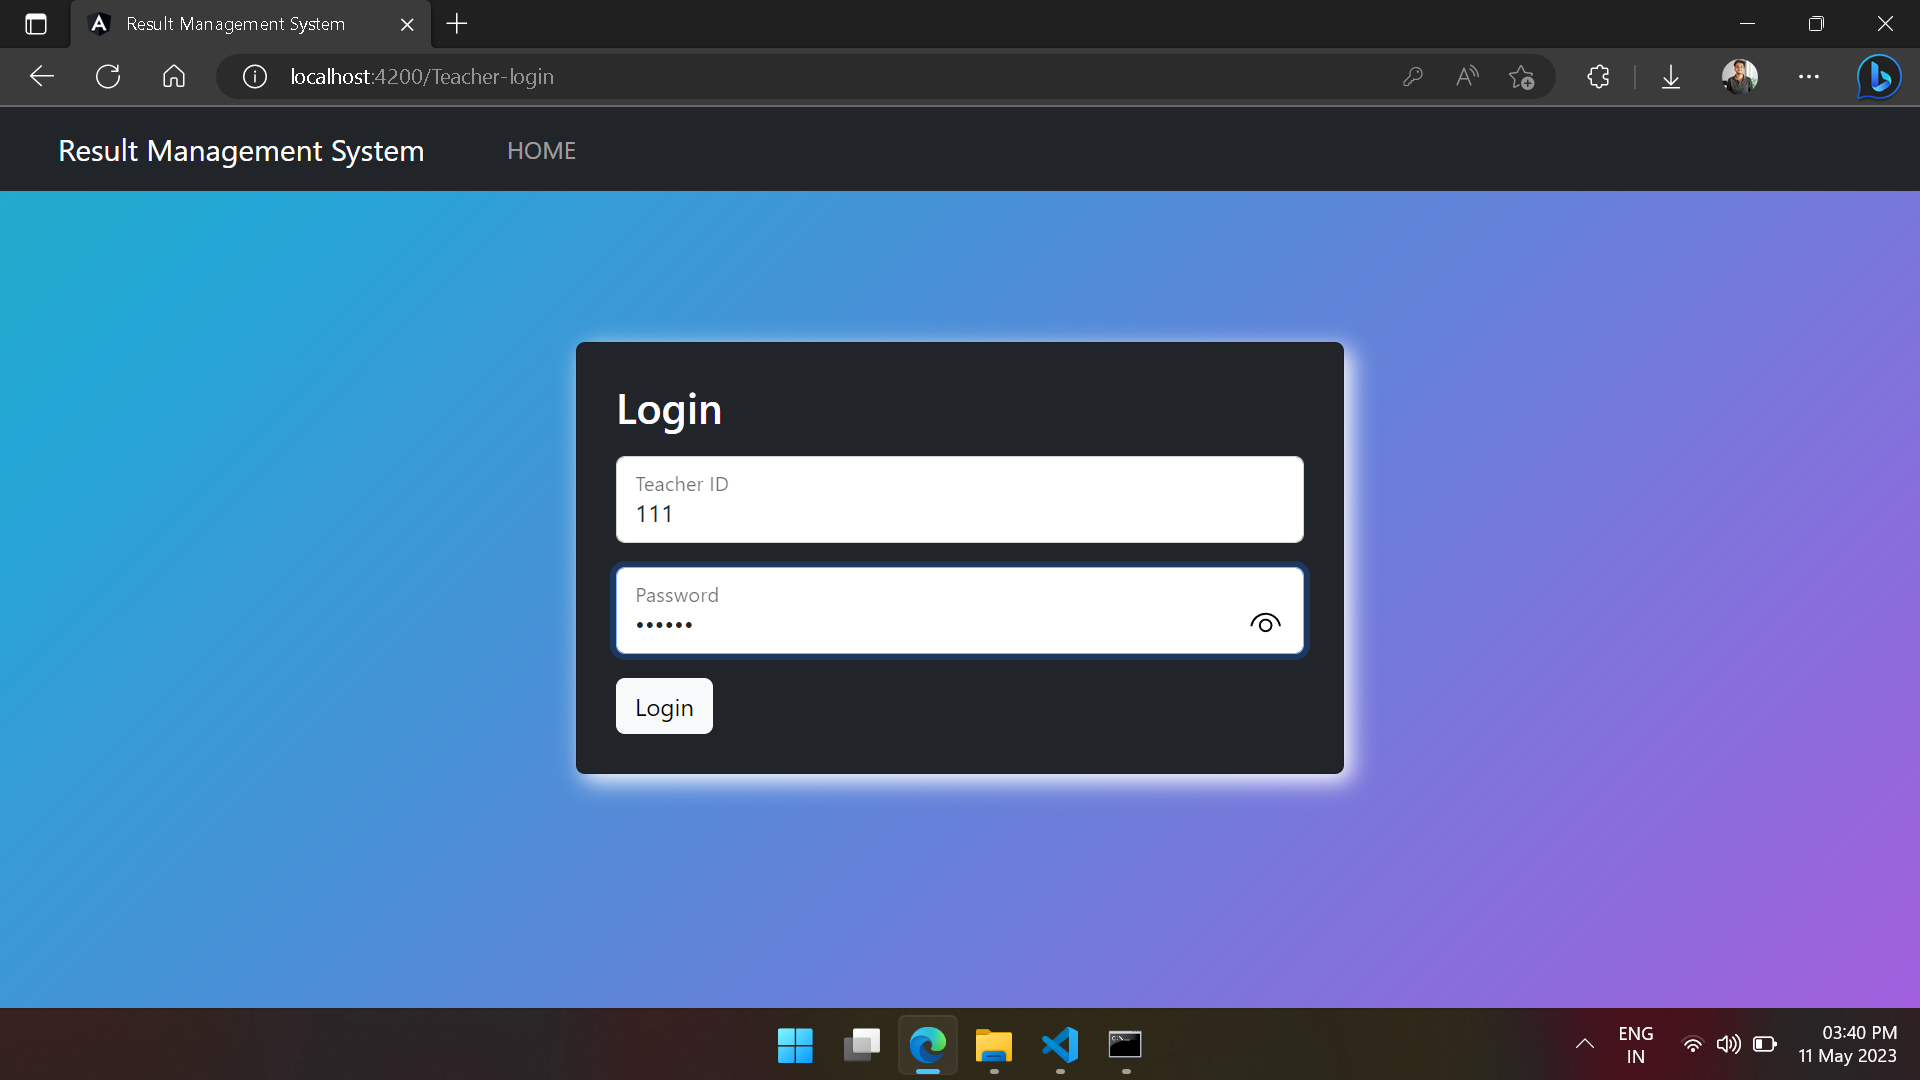 Result Management System
localhost:4200/Teacher-login
Result Management System
HOME
Login
Teacher ID
111
Password
••••••
Login
ENG
IN
03:40 PM
11 May 2023